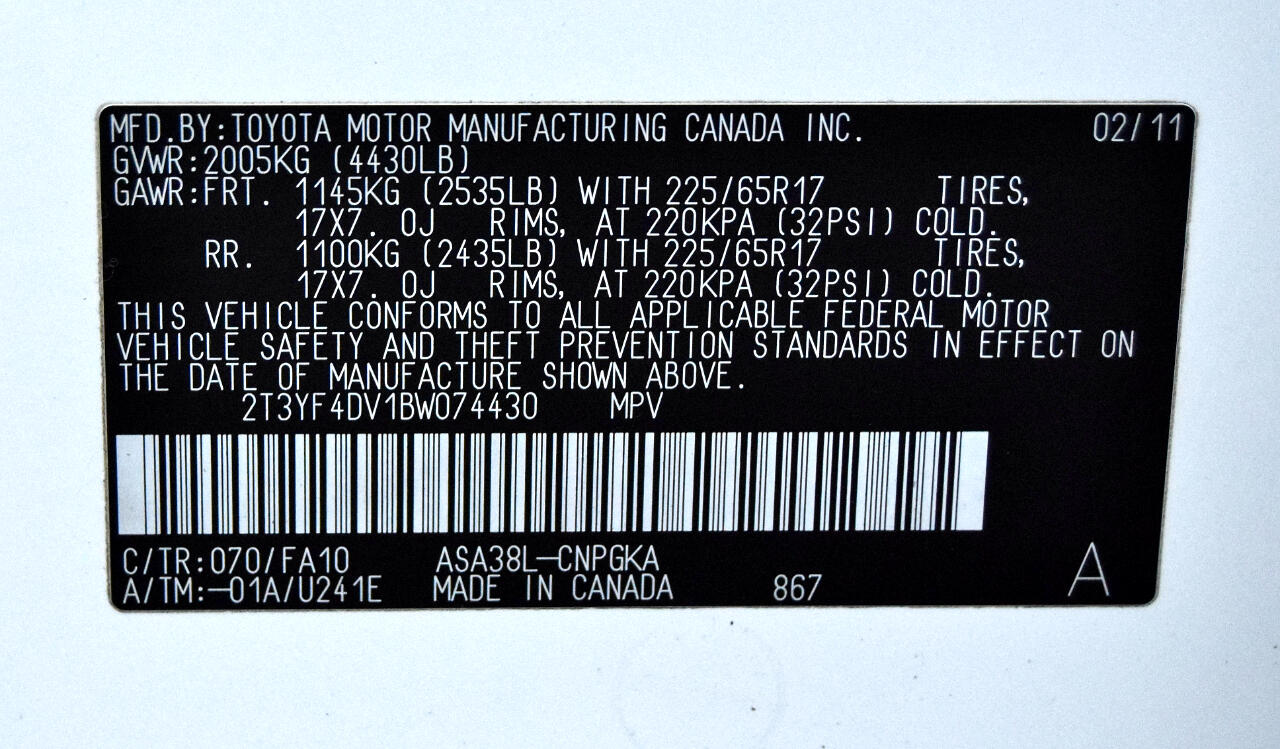 MFD.BY:TOYOTA MOTOR MANUFACTURING CANADA INC. 02/11
GVWR:2005KG (4430LB)
GAWR:FRT. 1145KG (2535LB) WITH 225/65R17 TIRES,
17X7. 0J RIMS, AT 220KPA (32PSI) COLD.
RR. 1100KG (2435LB) WITH 225/65R17 TIRES,
17X7. 0J RIMS, AT 220KPA (32PSI) COLD.
THIS VEHICLE CONFORMS TO ALL APPLICABLE FEDERAL MOTOR
VEHICLE SAFETY AND THEFT PREVENTION STANDARDS IN EFFECT ON
THE DATE OF MANUFACTURE SHOWN ABOVE.
2T3YF4DV1BW074430 MPV
C/TR:070/FA10 ASA38L-CNPGKA
A/TM:-01A/U241E MADE IN CANADA 867 A